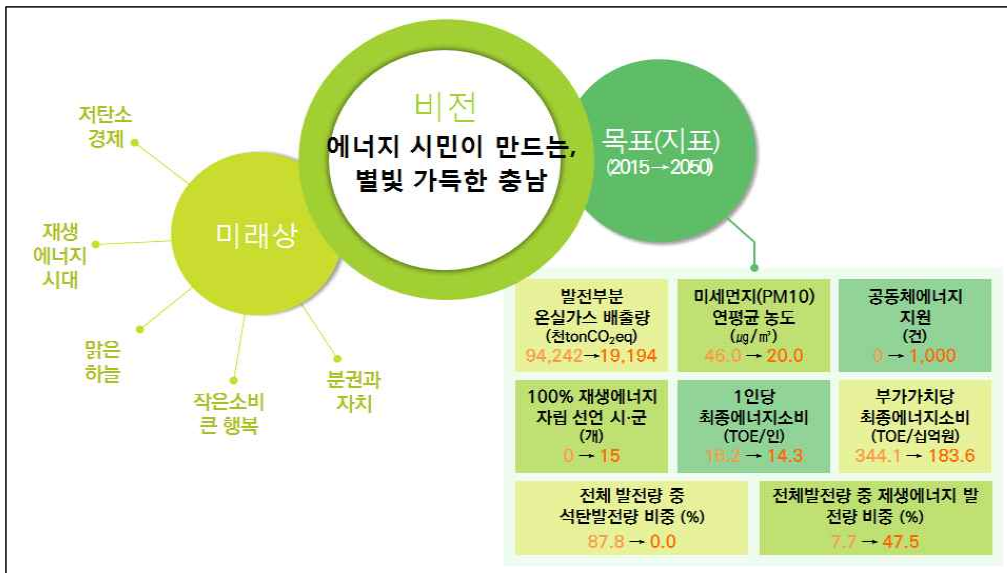 비전
에너지 시민이 만드는,
별빛 가득한 충남
목표(지표)
(2015→2050)
미래상
저탄소
경제
재생
에너지
시대
맑은
하늘
작은소비
큰 행복
분권과
자치
발전부분
온실가스 배출량
(천tonCO₂eq)
94,242→19,194
미세먼지(PM10)
연평균 농도
(㎍/㎥)
46.0→20.0
공동체에너지
지원
(건)
0→1,000
100% 재생에너지
자립 선언 시·군
(개)
0→15
1인당
최종에너지소비
(TOE/인)
16.2→14.3
부가가치당
최종에너지소비
(TOE/십억원)
344.1→183.6
전체 발전량 중
석탄발전량 비중 (%)
87.8→0.0
전체발전량 중 재생에너지 발
전량 비중 (%)
7.7→47.5